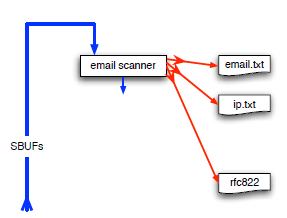 email scanner
email.txt
ip.txt
SBUFs
rfc822